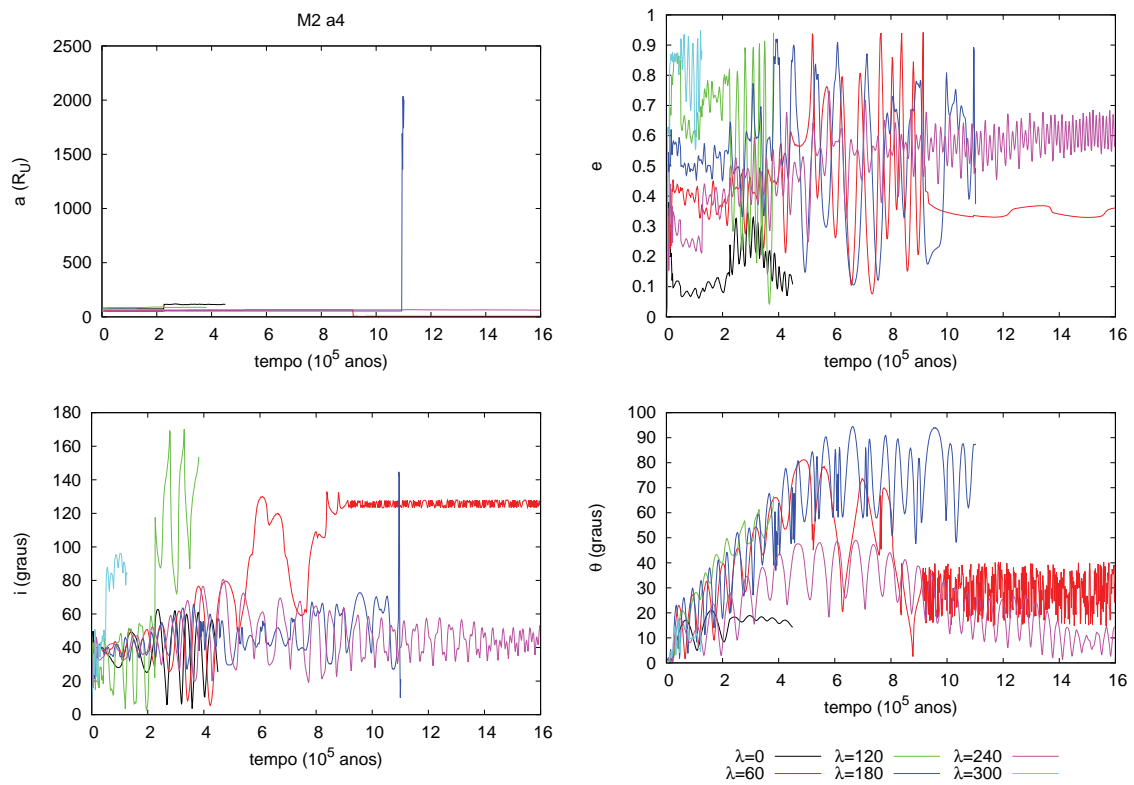 M2 a4
a (R_U)
2500
2000
1500
1000
500
0
0 2 4 6 8 10 12 14 16
tempo (10^5 anos)
e
1
0.9
0.8
0.7
0.6
0.5
0.4
0.3
0.2
0.1
0
0 2 4 6 8 10 12 14 16
tempo (10^5 anos)
i (graus)
180
160
140
120
100
80
60
40
20
0
0 2 4 6 8 10 12 14 16
tempo (10^5 anos)
θ (graus)
100
90
80
70
60
50
40
30
20
10
0
0 2 4 6 8 10 12 14 16
tempo (10^5 anos)
λ=0 λ=120 λ=240
λ=60 λ=180 λ=300